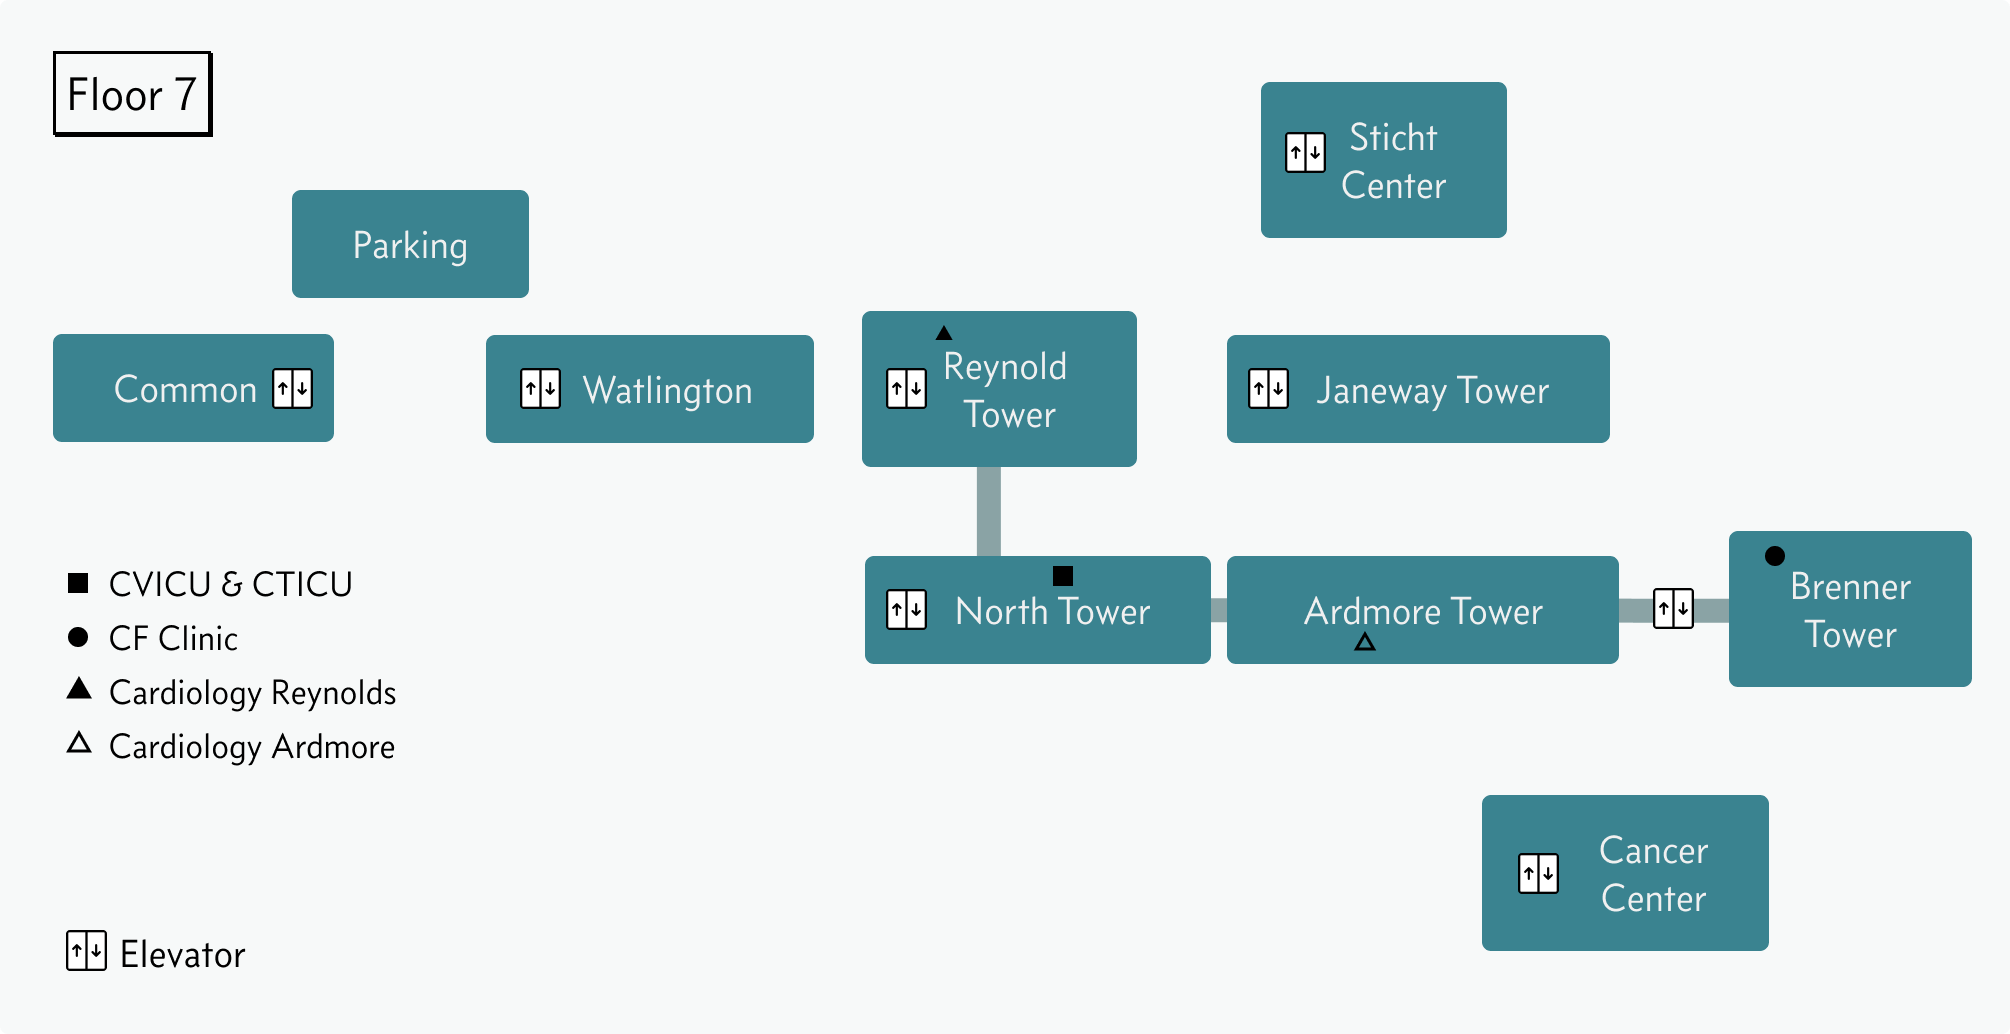 Floor 7
Sticht
Center
Parking
Common
Watlington
Reynold
Tower
Janeway Tower
CVICU & CTICU
CF Clinic
Cardiology Reynolds
Cardiology Ardmore
North Tower
Ardmore Tower
Brenner
Tower
Cancer
Center
Elevator